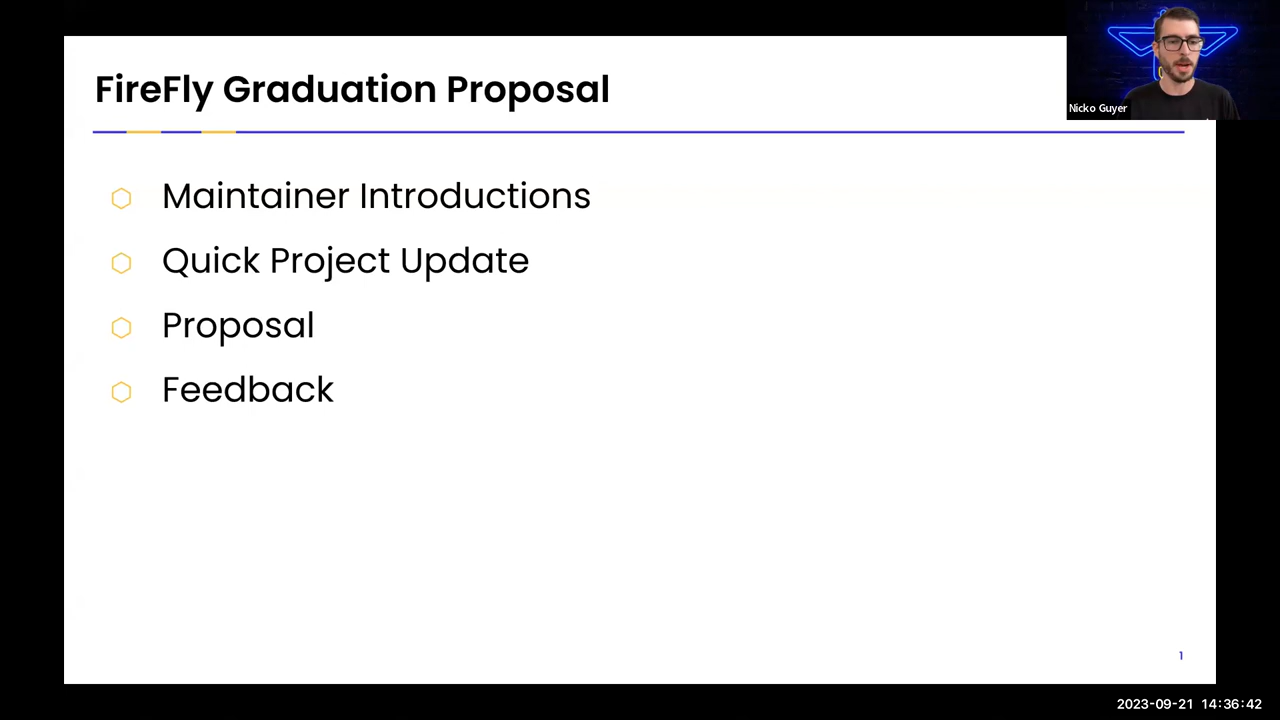 FireFly Graduation Proposal
Nicko Guyer
Maintainer Introductions
Quick Project Update
Proposal
Feedback
1
2023-09-21 14:36:42